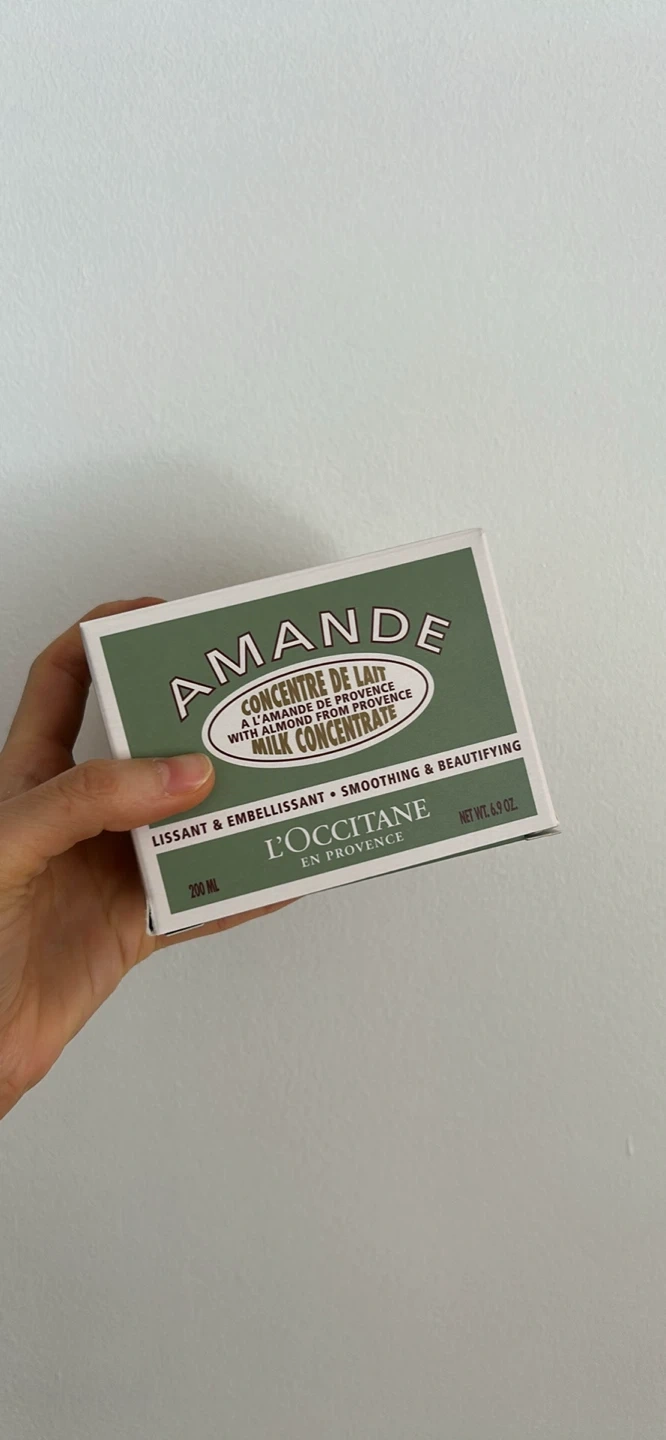 AMANDE
CONCENTRE DE LAIT
A L'AMANDE DE PROVENCE
WITH ALMOND FROM PROVENCE
MILK CONCENTRATE
LISSANT & EMBELLISSANT • SMOOTHING & BEAUTIFYING
L'OCCITANE
EN PROVENCE
NET WT. 6.9 OZ.
200 ML